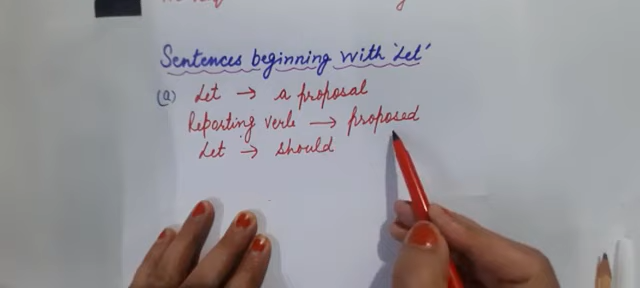 Sentences beginning with 'Let'
(a) Let → a proposal
Reporting verb → proposed
Let → should